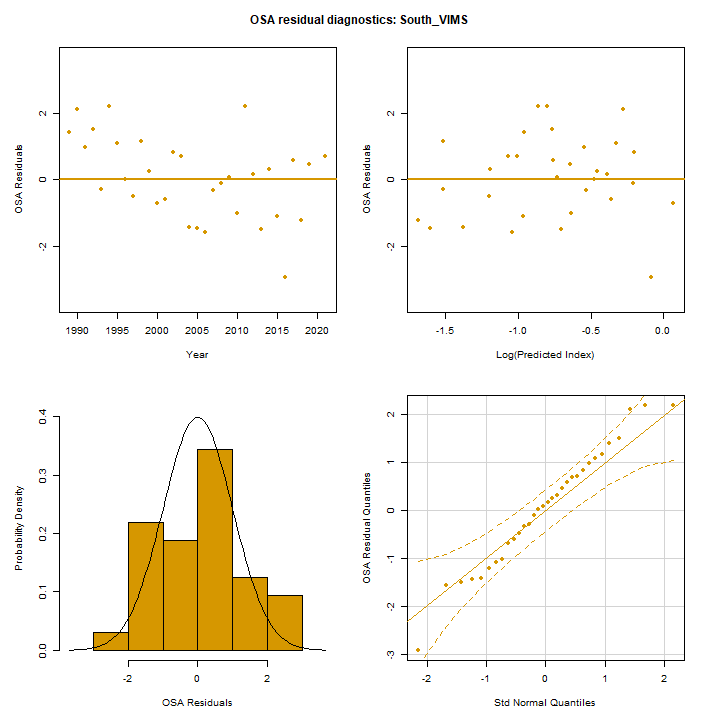 OSA residual diagnostics: South_VIMS
OSA Residuals
2
0
-2
1990 1995 2000 2005 2010 2015 2020
Year
OSA Residuals
2
0
-2
-1.5 -1.0 -0.5 0.0
Log(Predicted Index)
Probability Density
0.4
0.3
0.2
0.1
0.0
-2 0 2
OSA Residuals
OSA Residual Quantiles
2
1
0
-1
-2
-3
-2 -1 0 1 2
Std Normal Quantiles